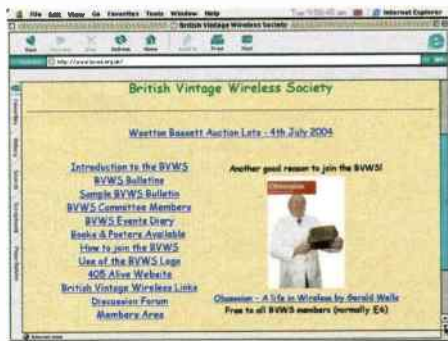 File Edit View Go Favorites Tools Window Help
Internet Explorer
British Vintage Wireless Society
British Vintage Wireless Society
Wootton Bassett Auction Lots - 4th July 2004
Introduction to the BVWS
BVWS Bulletins
Sample BVWS Bulletin
BVWS Committee Members
BVWS Events Diary
Books & Posters Available
How to join the BVWS
Use of the BVWS Logo
405 Alive Website
British Vintage Wireless Links
Discussion Forum
Members Area
Another good reason to join the BVWS!
Obsession
Obsession - A life in Wireless by Gerald Wells
Free to all BVWS members (normally £6)